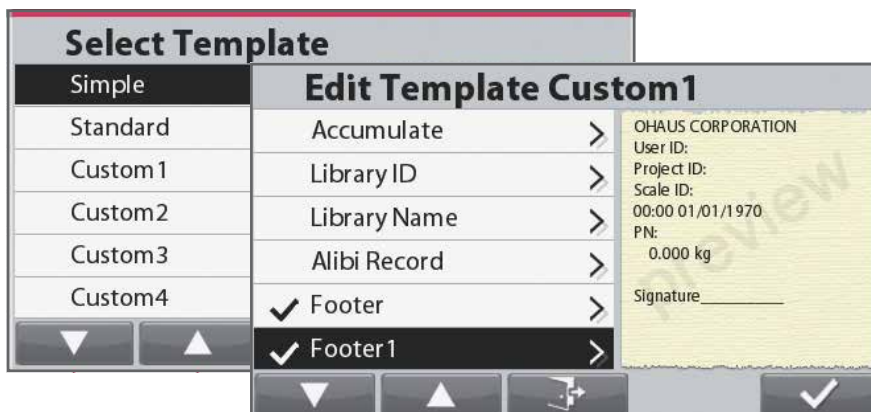 Select Template
Simple
Standard
Custom1
Custom2
Custom3
Custom4
Edit Template Custom1
Accumulate
Library ID
Library Name
Alibi Record
Footer
Footer1
OHAUS CORPORATION
User ID:
Project ID:
Scale ID:
00:00 01/01/1970
PN:
0.000 kg
Signature__________
preview